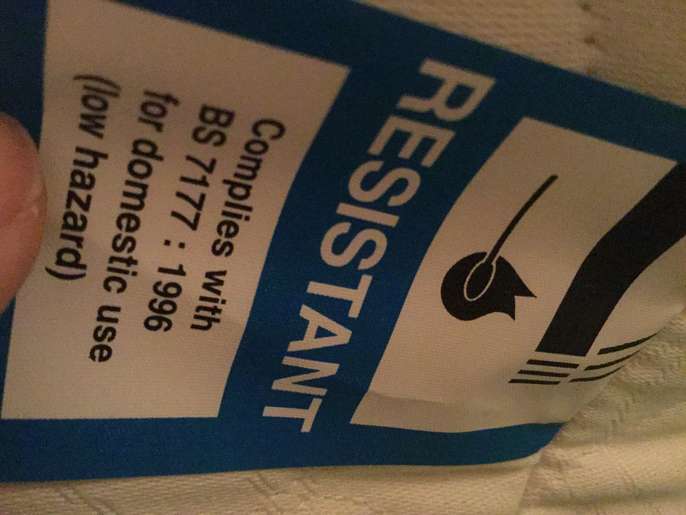 RESISTANT
Complies with
BS 7177 : 1996
for domestic use
(low hazard)